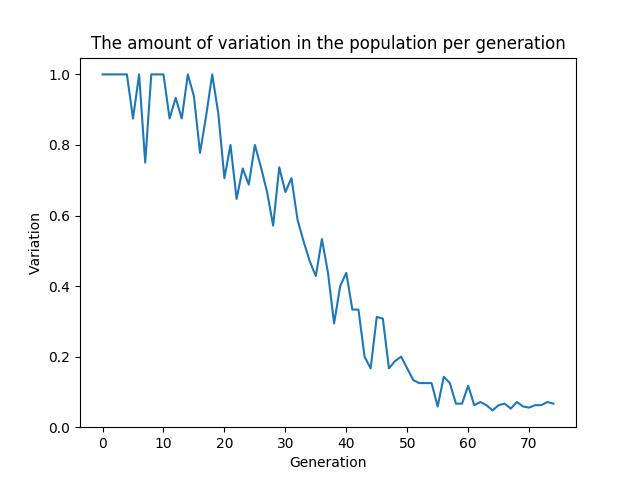 The amount of variation in the population per generation
1.0
0.8
0.6
0.4
0.2
0.0
Variation
0 10 20 30 40 50 60 70
Generation